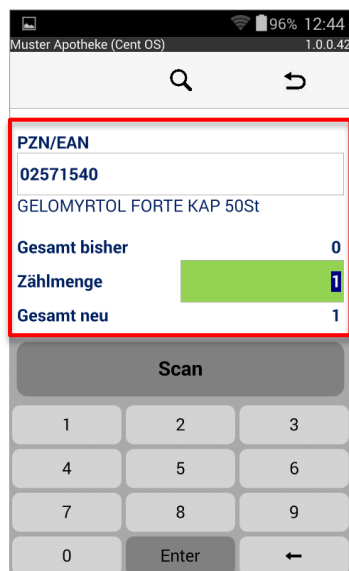 96% 12:44
Muster Apotheke (Cent OS) 1.0.0.42
PZN/EAN
02571540
GELOMYRTOL FORTE KAP 50St
Gesamt bisher 0
Zählmenge 1
Gesamt neu 1
Scan
1 2 3
4 5 6
7 8 9
0 Enter ←